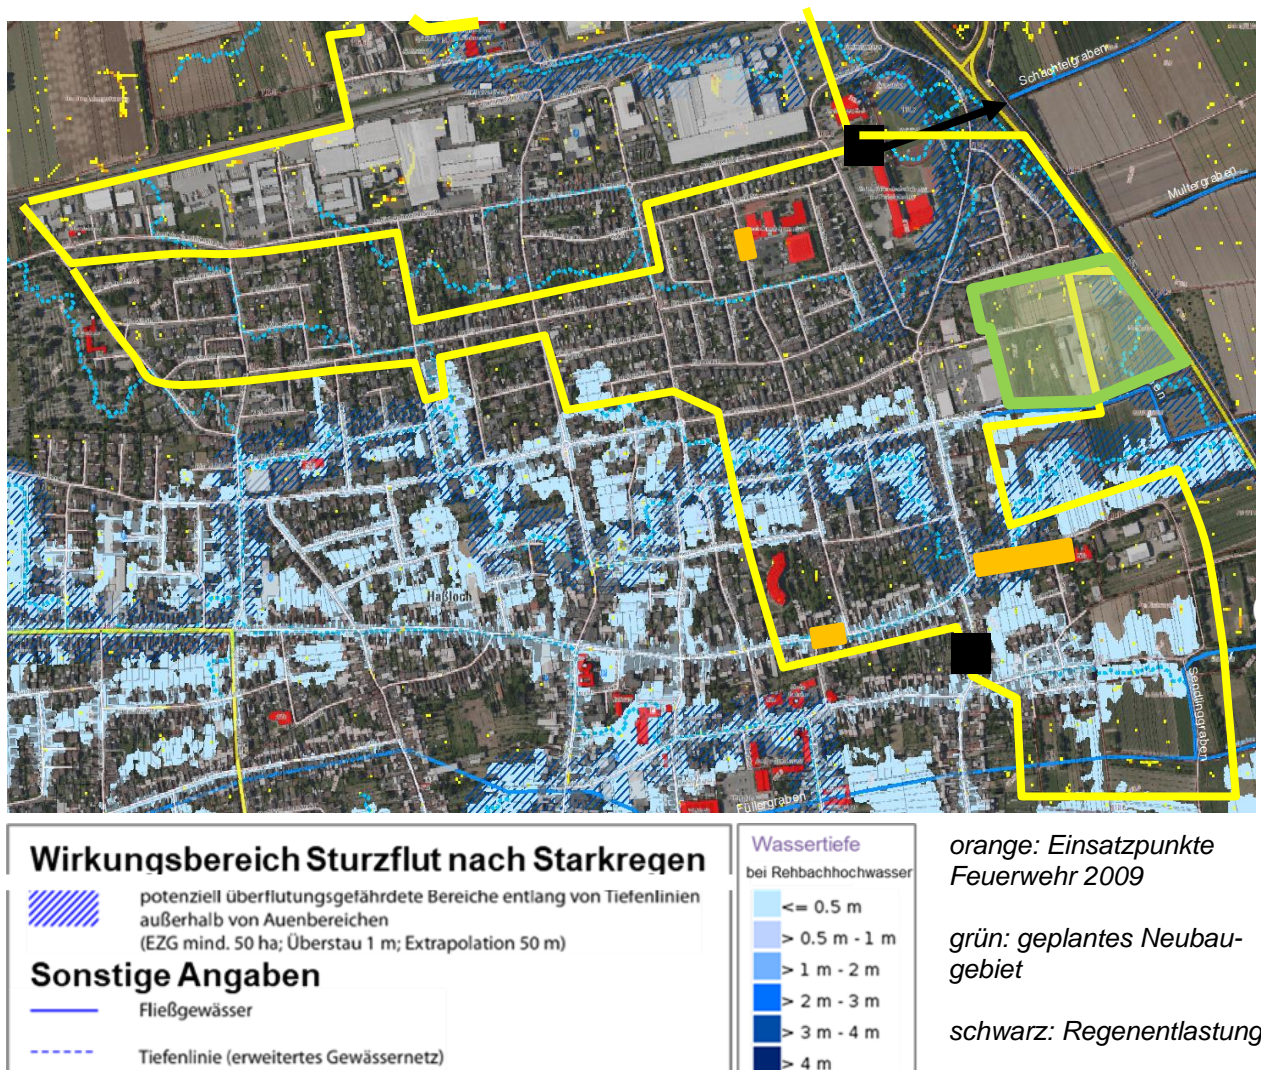 Schachtelgraben
Multergraben
Haßloch
Sendlinggraben
Füllergraben
Wirkungsbereich Sturzflut nach Starkregen
potenziell überflutungsgefährdete Bereiche entlang von Tiefenlinien
außerhalb von Auenbereichen
(EZG mind. 50 ha; Überstau 1 m; Extrapolation 50 m)
Sonstige Angaben
Fließgewässer
Tiefenlinie (erweitertes Gewässernetz)
Wassertiefe
bei Rehbachhochwasser
<= 0.5 m
> 0.5 m - 1 m
> 1 m - 2 m
> 2 m - 3 m
> 3 m - 4 m
> 4 m
orange: Einsatzpunkte
Feuerwehr 2009
grün: geplantes Neubau-
gebiet
schwarz: Regenentlastung